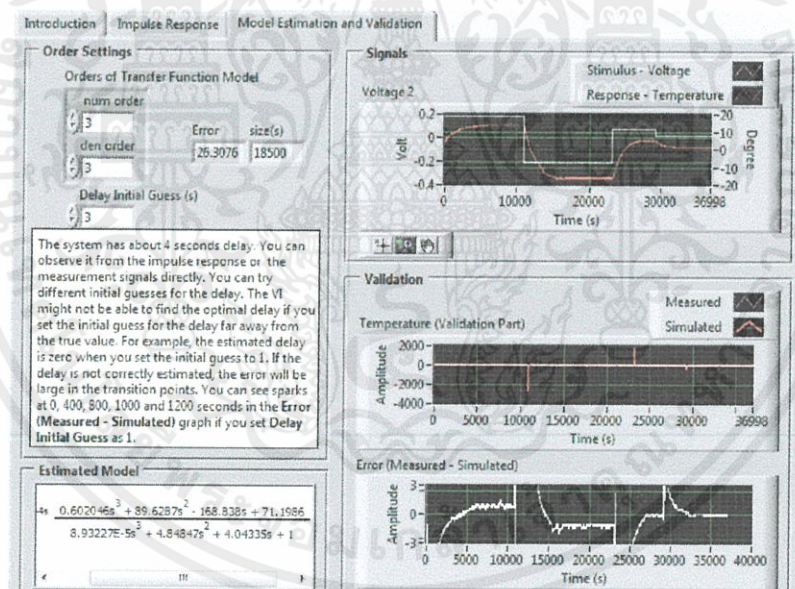 Introduction
Impulse Response
Model Estimation and Validation
Order Settings
Orders of Transfer Function Model
num order
3
den order
3
Error
26.3076
size(s)
18500
Delay Initial Guess (s)
3
The system has about 4 seconds delay. You can
observe it from the impulse response or the
measurement signals directly. You can try
different initial guesses for the delay. The VI
might not be able to find the optimal delay if you
set the initial guess for the delay far away from
the true value. For example, the estimated delay
is zero when you set the initial guess to 1. If the
delay is not correctly estimated, the error will be
large in the transition points. You can see sparks
at 0, 400, 800, 1000 and 1200 seconds in the Error
(Measured - Simulated) graph if you set Delay
Initial Guess as 1.
Estimated Model
-4s 0.602046s^3 + 89.6287s^2 - 168.838s + 71.1986
8.93227E-5s^3 + 4.84847s^2 + 4.04335s + 1
Signals
Stimulus - Voltage
Response - Temperature
Voltage 2
0.2
0
-0.2
-0.4
Volt
-20
-10
-0
-10
-20
Degree
0 10000 20000 30000 36998
Time (s)
Validation
Measured
Simulated
Temperature (Validation Part)
2000
0
-2000
-4000
Amplitude
0 5000 10000 15000 20000 25000 30000 36998
Time (s)
Error (Measured - Simulated)
3
0
-3
Amplitude
0 5000 10000 15000 20000 25000 30000 35000 40000
Time (s)